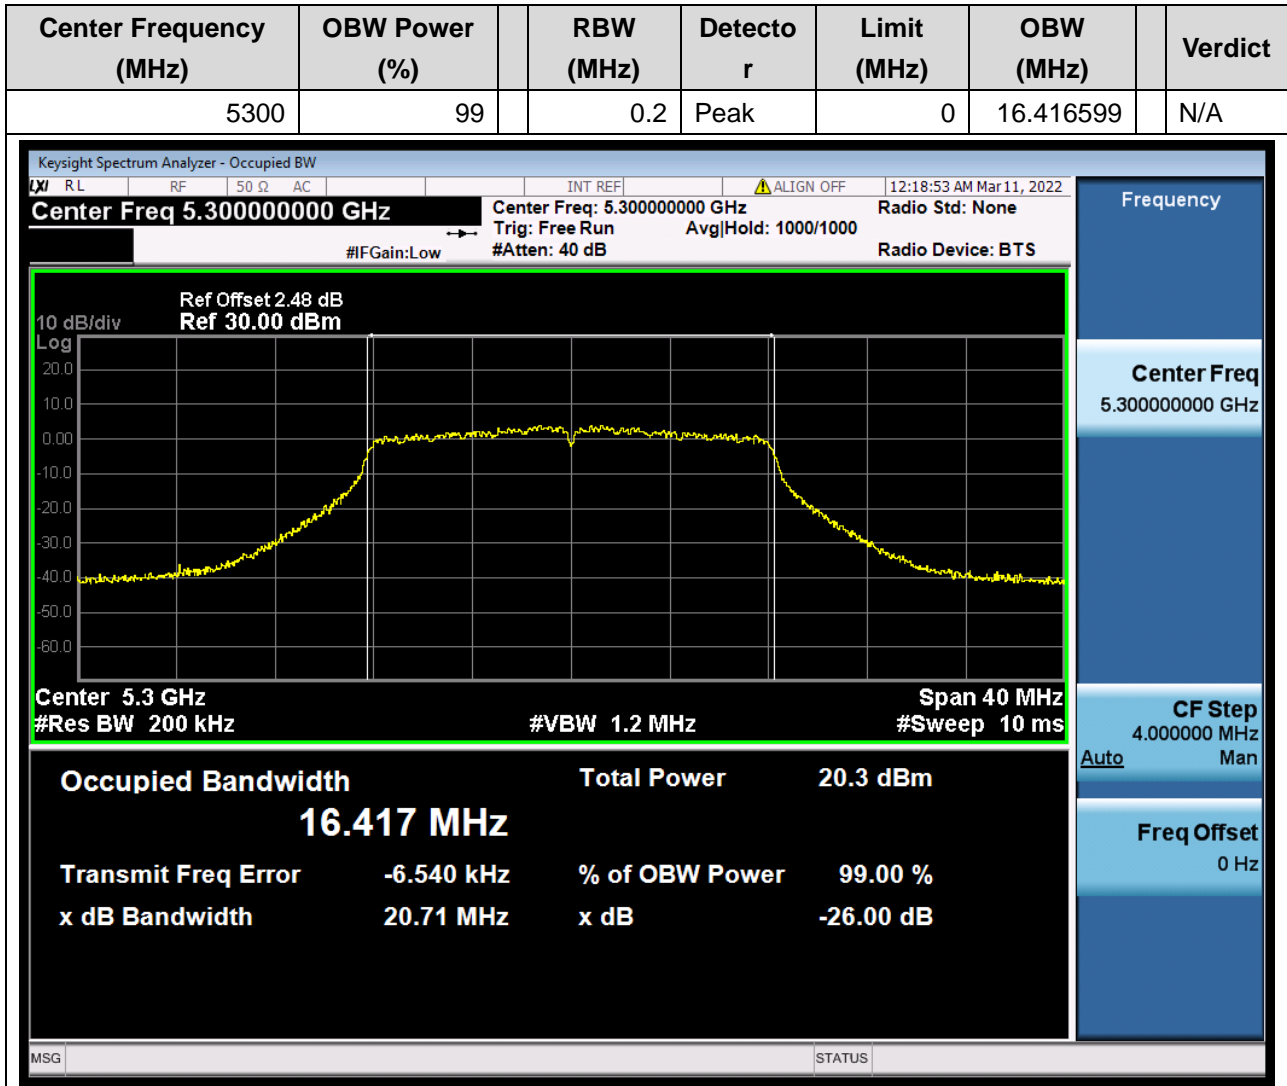 Center Frequency (MHz) OBW Power (%) RBW (MHz) Detecto r Limit (MHz) OBW (MHz) Verdict
5300 99 0.2 Peak 0 16.416599 N/A
Keysight Spectrum Analyzer - Occupied BW
LXI RL RF 50 Ω AC INT REF ALIGN OFF 12:18:53 AM Mar 11, 2022
Center Freq 5.300000000 GHz
Center Freq: 5.300000000 GHz Radio Std: None
Trig: Free Run Avg|Hold: 1000/1000
#IFGain:Low #Atten: 40 dB Radio Device: BTS
Frequency
Ref Offset 2.48 dB
10 dB/div Ref 30.00 dBm
Log
20.0
10.0
0.00
-10.0
-20.0
-30.0
-40.0
-50.0
-60.0
Center 5.3 GHz Span 40 MHz
#Res BW 200 kHz #VBW 1.2 MHz #Sweep 10 ms
Center Freq
5.300000000 GHz
CF Step
4.000000 MHz
Auto Man
Freq Offset
0 Hz
Occupied Bandwidth Total Power 20.3 dBm
16.417 MHz
Transmit Freq Error -6.540 kHz % of OBW Power 99.00 %
x dB Bandwidth 20.71 MHz x dB -26.00 dB
MSG STATUS